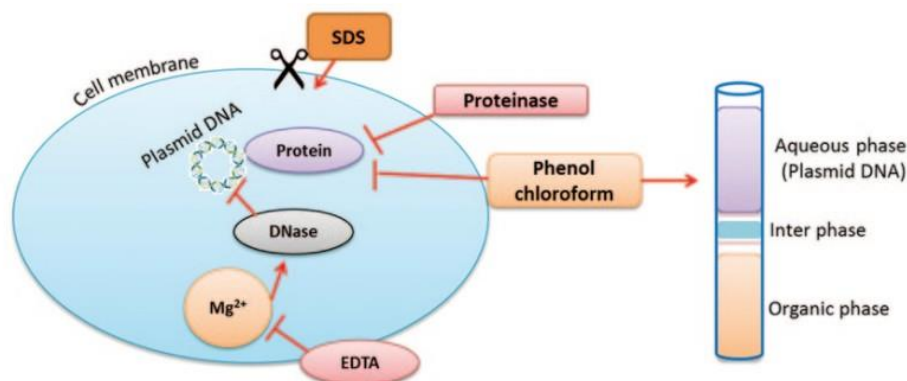 SDS
Cell membrane
Proteinase
Plasmid DNA
Protein
Phenol
chloroform
Aqueous phase
(Plasmid DNA)
DNase
Inter phase
Mg²⁺
Organic phase
EDTA